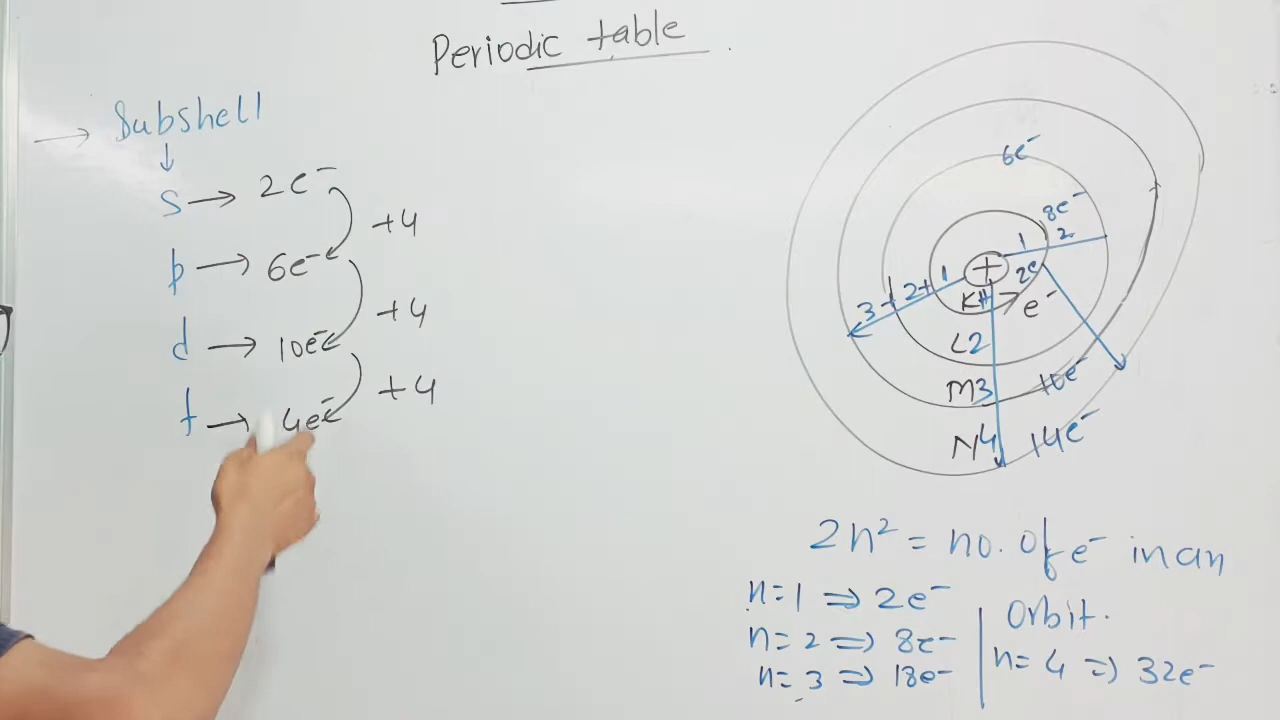 Periodic table
→ Subshell
↓
s → 2e⁻
+4
p → 6e⁻
+4
d → 10e⁻
+4
f → 4e⁻
6e⁻
8e⁻
1 2
+ 2e
3+2+1
K1 → e⁻
L2
M3 10e⁻
N4 14e⁻
2n² = no. of e⁻ in an
orbit.
n=1 ⇒ 2e⁻
n=2 ⇒ 8e⁻
n=3 ⇒ 18e⁻
n=4 ⇒ 32e⁻